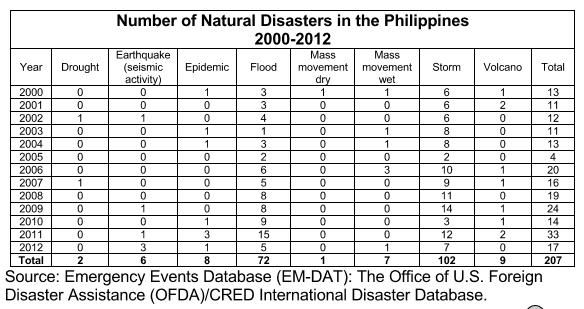 Number of Natural Disasters in the Philippines
2000-2012
Year Drought Earthquake (seismic activity) Epidemic Flood Mass movement dry Mass movement wet Storm Volcano Total
2000 0 0 1 3 1 1 6 1 13
2001 0 0 0 3 0 0 6 2 11
2002 1 1 0 4 0 0 6 0 12
2003 0 0 1 1 0 1 8 0 11
2004 0 0 1 3 0 1 8 0 13
2005 0 0 0 2 0 0 2 0 4
2006 0 0 0 6 0 3 10 1 20
2007 1 0 0 5 0 0 9 1 16
2008 0 0 0 8 0 0 11 0 19
2009 0 1 0 8 0 0 14 1 24
2010 0 0 1 9 0 0 3 1 14
2011 0 1 3 15 0 0 12 2 33
2012 0 3 1 5 0 1 7 0 17
Total 2 6 8 72 1 7 102 9 207
Source: Emergency Events Database (EM-DAT): The Office of U.S. Foreign
Disaster Assistance (OFDA)/CRED International Disaster Database.